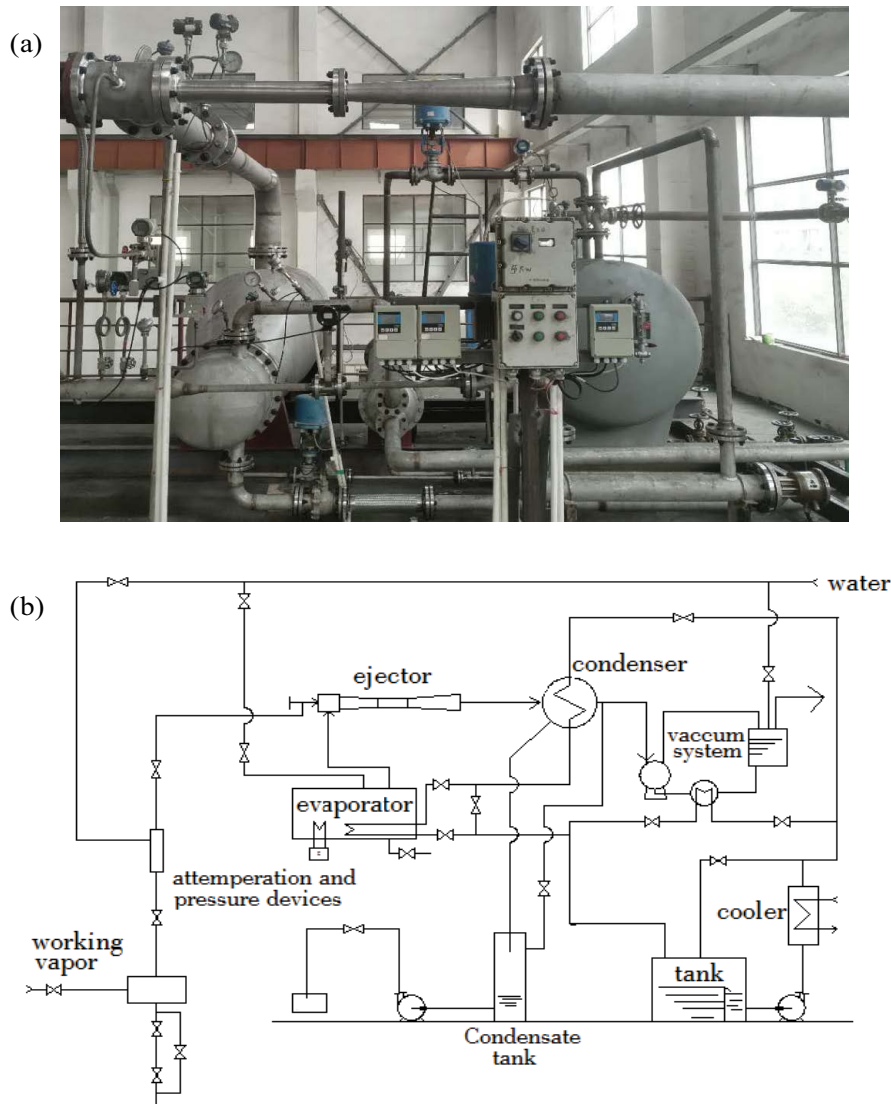 (a)
(b)
water
ejector
condenser
vaccum
system
evaporator
attemperation and
pressure devices
cooler
working
vapor
tank
Condensate
tank